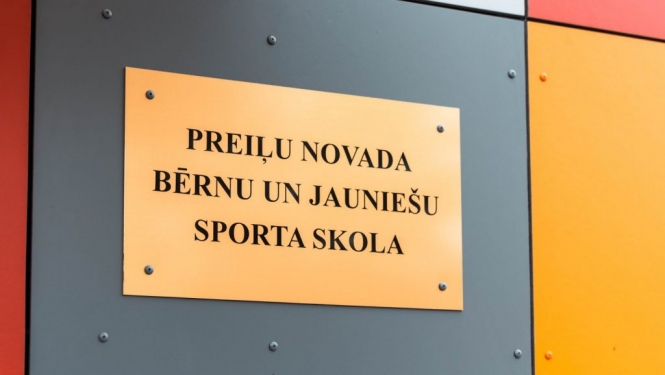 PREIĻU NOVADA
BĒRNU UN JAUNIEŠU
SPORTA SKOLA